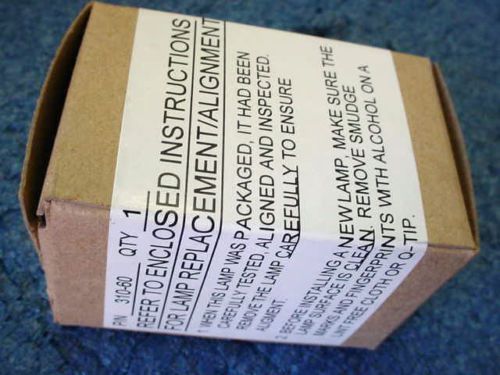 P/N 310-60 QTY 1
REFER TO ENCLOSED INSTRUCTIONS
FOR LAMP REPLACEMENT/ALIGNMENT
1. WHEN THIS LAMP WAS PACKAGED, IT HAD BEEN
CAREFULLY TESTED, ALIGNED AND INSPECTED.
REMOVE THE LAMP CAREFULLY TO ENSURE
ALIGMENT.
2. BEFORE INSTALLING A NEW LAMP, MAKE SURE THE
LAMP SURFACE IS CLEAN. REMOVE SMUDGE
MARKS AND FINGERPRINTS WITH ALCOHOL ON A
LINT FREE CLOTH OR Q-TIP.